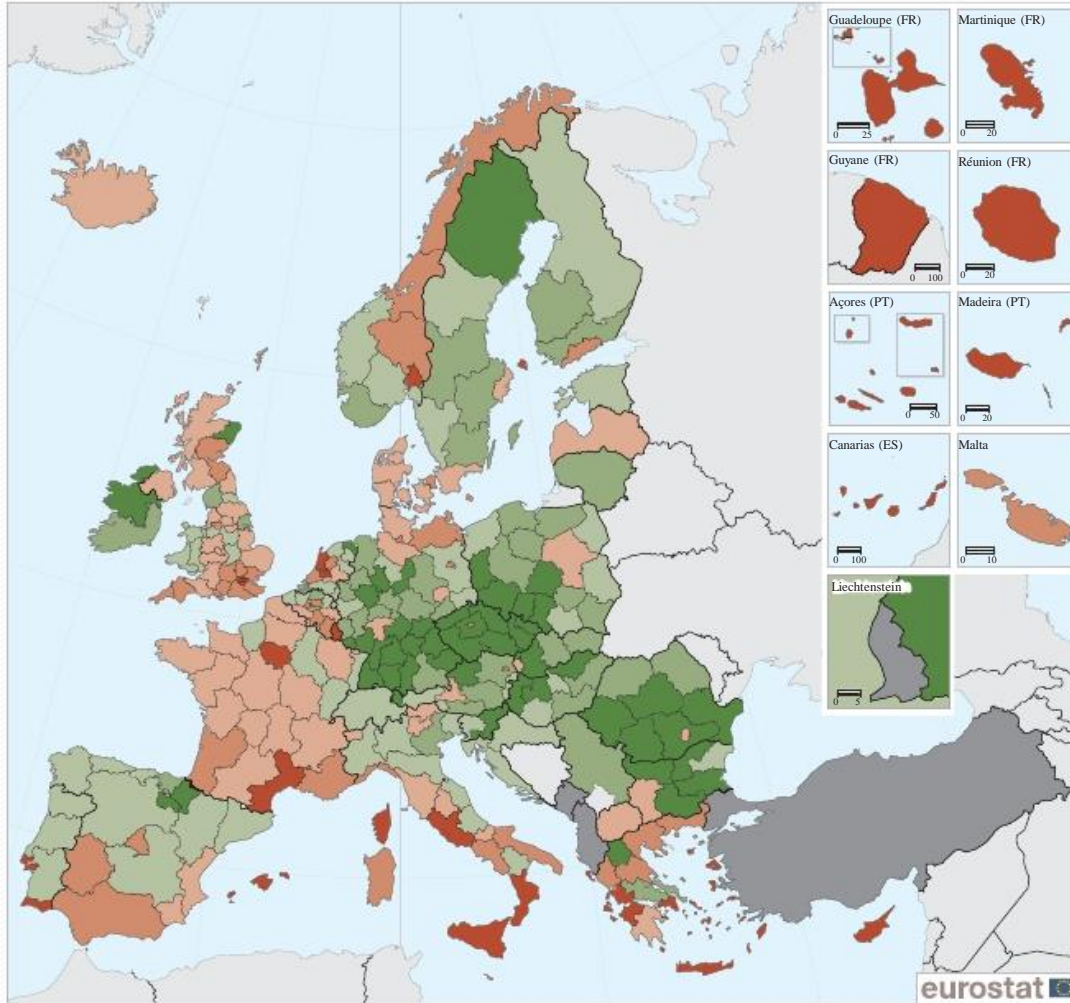 Guadeloupe (FR)
Martinique (FR)
0 25
0 20
Guyane (FR)
Réunion (FR)
0 100
0 20
Açores (PT)
Madeira (PT)
0 50
0 20
Canarias (ES)
Malta
0 100
0 10
Liechtenstein
0 5
eurostat